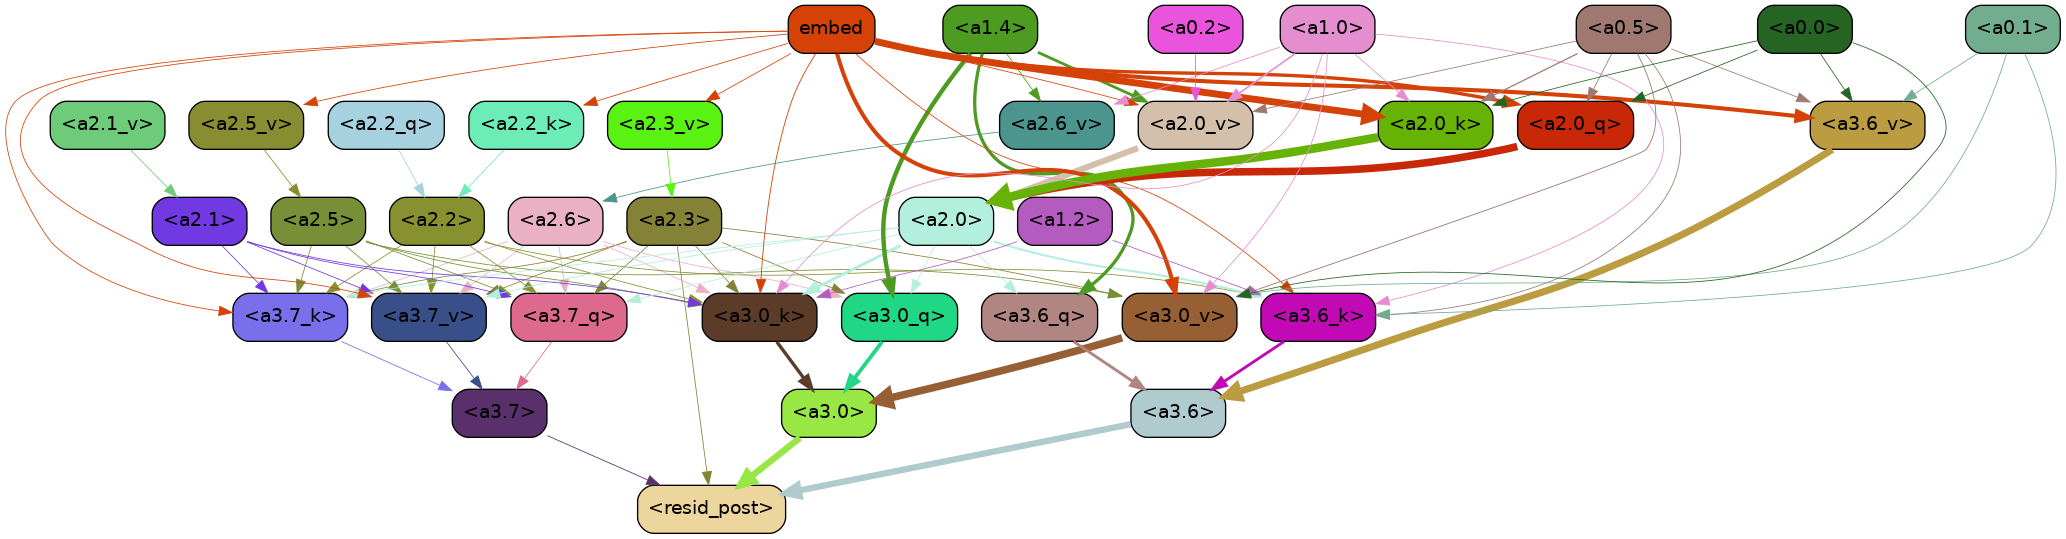 embed <a1.4> <a0.2> <a1.0> <a0.5> <a0.0> <a0.1>
<a2.1_v> <a2.5_v> <a2.2_q> <a2.2_k> <a2.3_v> <a2.6_v> <a2.0_v> <a2.0_k> <a2.0_q> <a3.6_v>
<a2.1> <a2.5> <a2.2> <a2.6> <a2.3> <a2.0> <a1.2>
<a3.7_k> <a3.7_v> <a3.7_q> <a3.0_k> <a3.0_q> <a3.6_q> <a3.0_v> <a3.6_k>
<a3.7> <a3.0> <a3.6>
<resid_post>